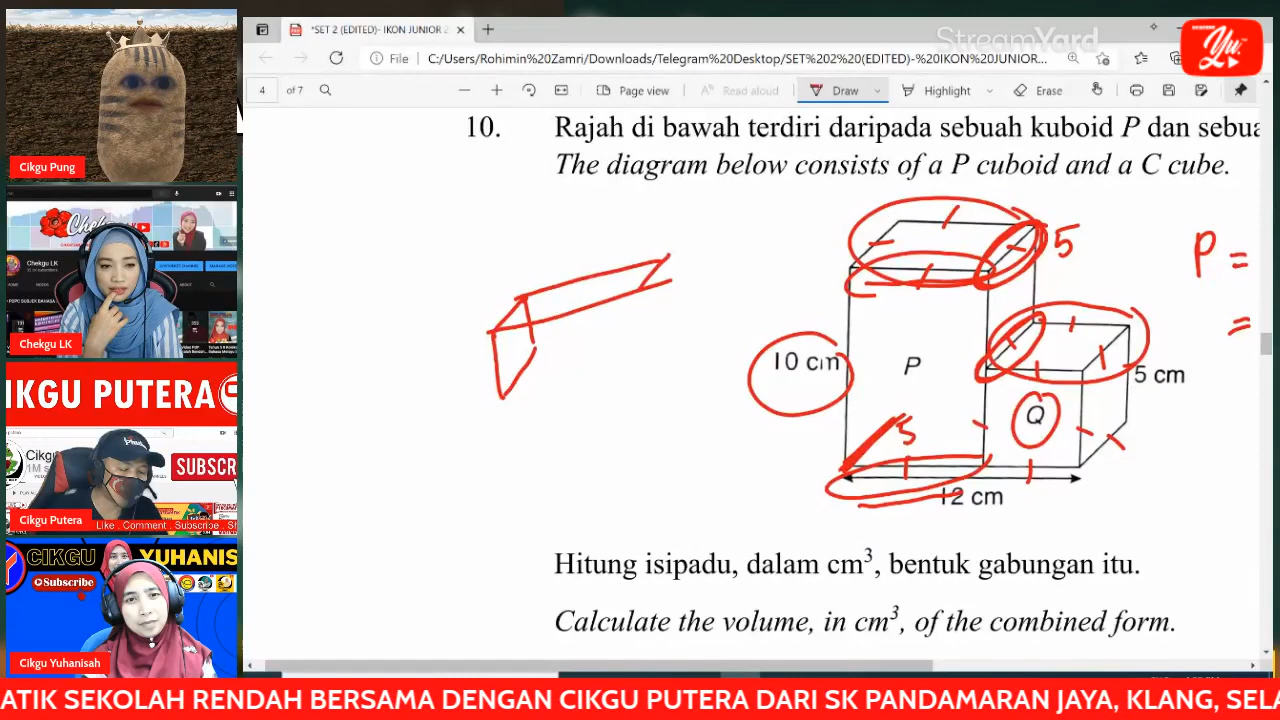 *SET 2 (EDITED)- IKON JUNIOR 2
StreamYard
Yu
File
C:/Users/Rohimin%20Zamri/Downloads/Telegram%20Desktop/SET%202%20(EDITED)-%20IKON%20JUNIOR...
4 of 7
Page view
Read aloud
Draw
Highlight
Erase
Cikgu Pung
10. Rajah di bawah terdiri daripada sebuah kuboid P dan sebua
The diagram below consists of a P cuboid and a C cube.
5
P =
=
Chekgu LK
Chekgu LK
10 cm
P
5 cm
Q
5
12 cm
IKGU PUTERA
Cikgu
SUBSCR
Like . Comment . Subscribe . Sh
Cikgu Putera
CIKGU YUHANIS
Subscribe
Cikgu Yuhanisah
Hitung isipadu, dalam cm³, bentuk gabungan itu.
Calculate the volume, in cm³, of the combined form.
ATIK SEKOLAH RENDAH BERSAMA DENGAN CIKGU PUTERA DARI SK PANDAMARAN JAYA, KLANG, SELA